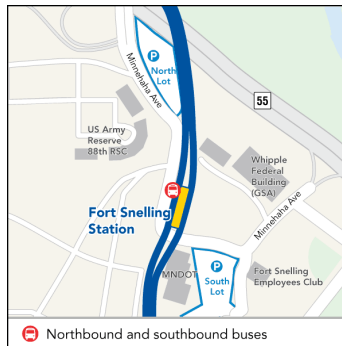 P
North
Lot
Minnehaha Ave
55
US Army
Reserve
88th RSC
Whipple
Federal
Building
(GSA)
Minnehaha Ave
Fort Snelling
Station
MNDOT
P
South
Lot
Fort Snelling
Employees Club
Northbound and southbound buses